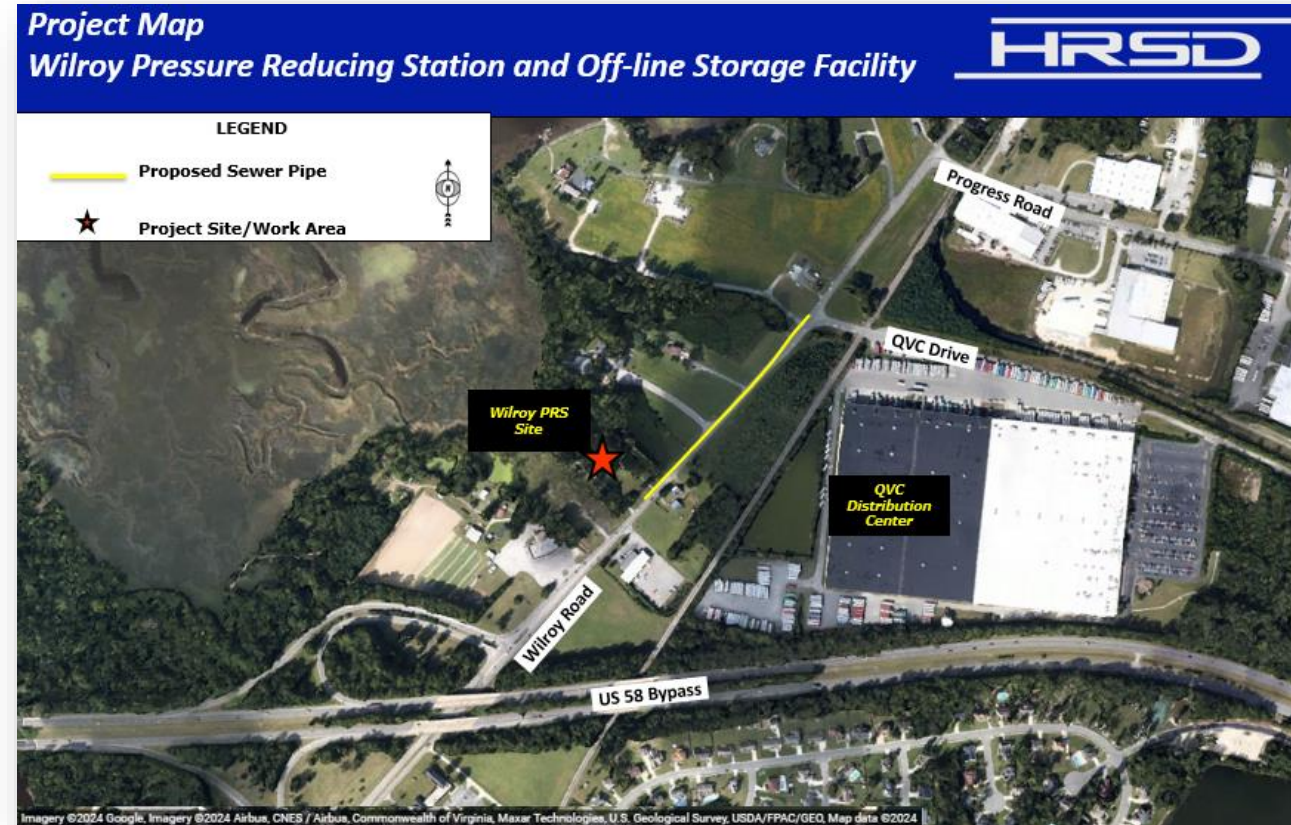 Project Map
Wilroy Pressure Reducing Station and Off-line Storage Facility
HRSD
LEGEND
Proposed Sewer Pipe
N
Project Site/Work Area
Progress Road
QVC Drive
Wilroy PRS
Site
QVC
Distribution
Center
Wilroy Road
US 58 Bypass
Imagery ©2024 Google, Imagery ©2024 Airbus, CNES / Airbus, Commonwealth of Virginia, Maxar Technologies, U.S. Geological Survey, USDA/FPAC/GEO, Map data ©2024